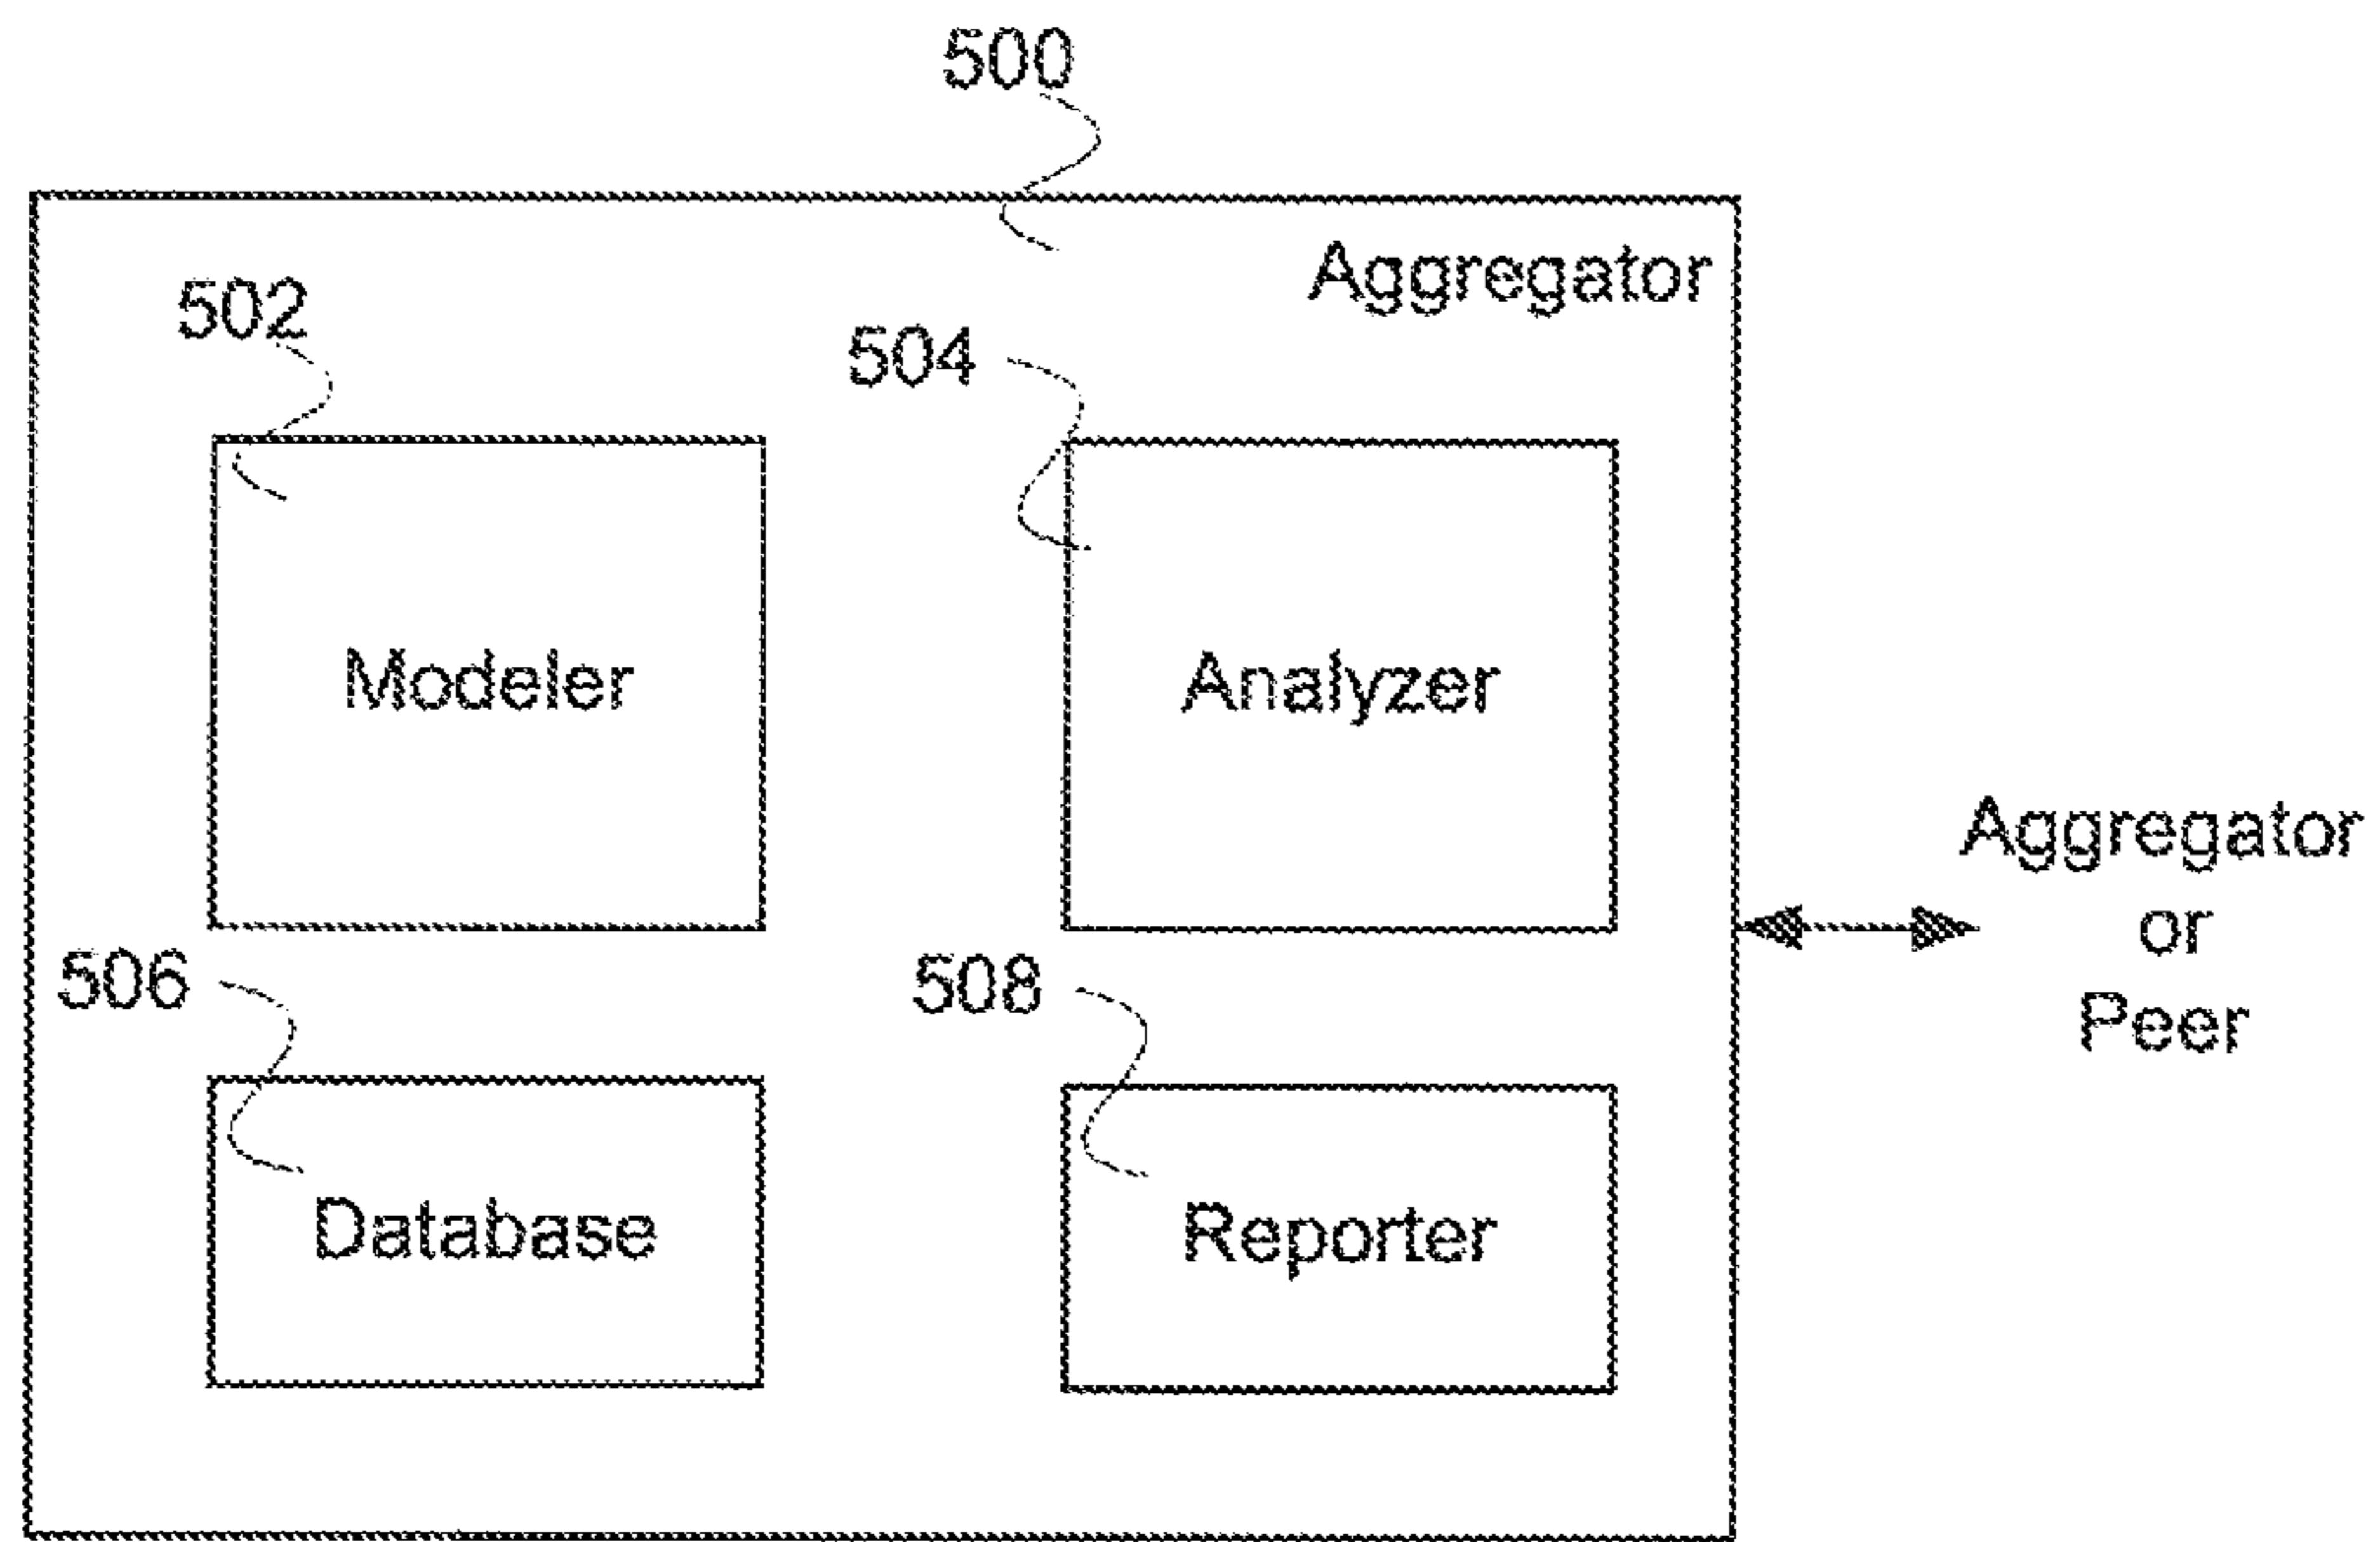 500
Aggregator
502
504
Modeler
Analyzer
Aggregator
or
Peer
506
508
Database
Reporter